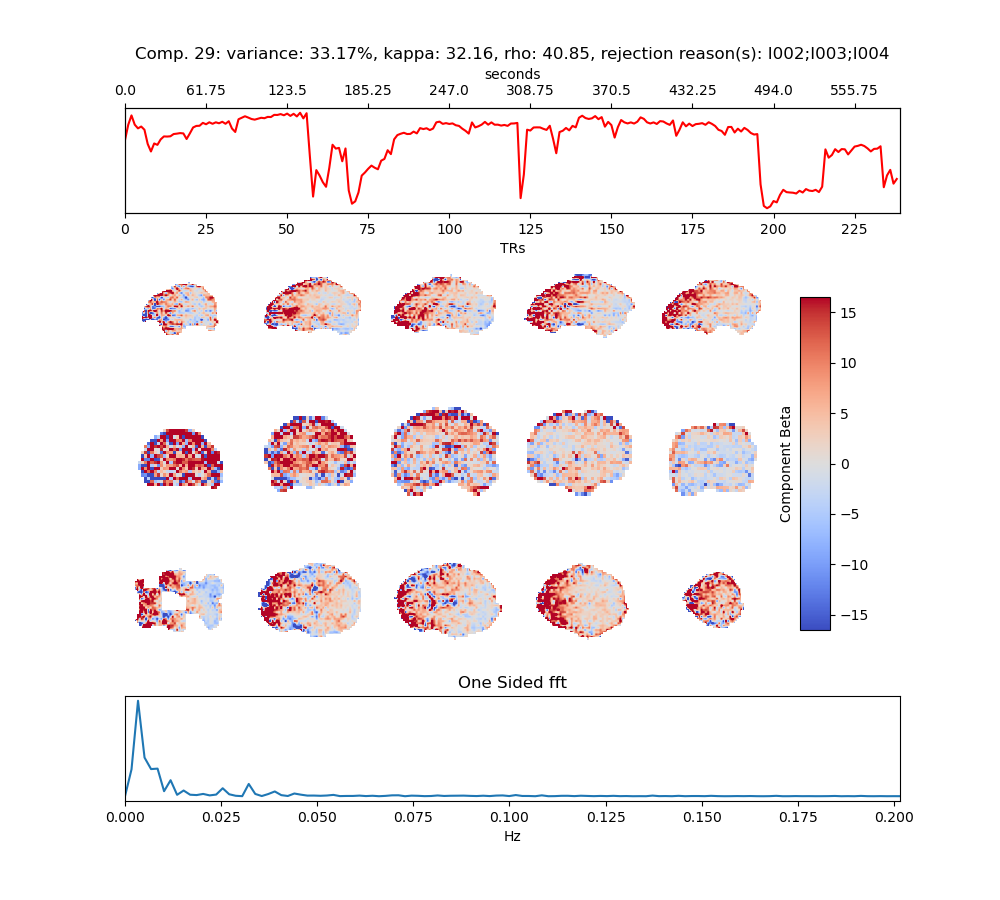 Comp. 29: variance: 33.17%, kappa: 32.16, rho: 40.85, rejection reason(s): I002;I003;I004
seconds
0.0 61.75 123.5 185.25 247.0 308.75 370.5 432.25 494.0 555.75
0 25 50 75 100 125 150 175 200 225
TRs
15
10
5
0
−5
−10
−15
Component Beta
One Sided fft
0.000 0.025 0.050 0.075 0.100 0.125 0.150 0.175 0.200
Hz